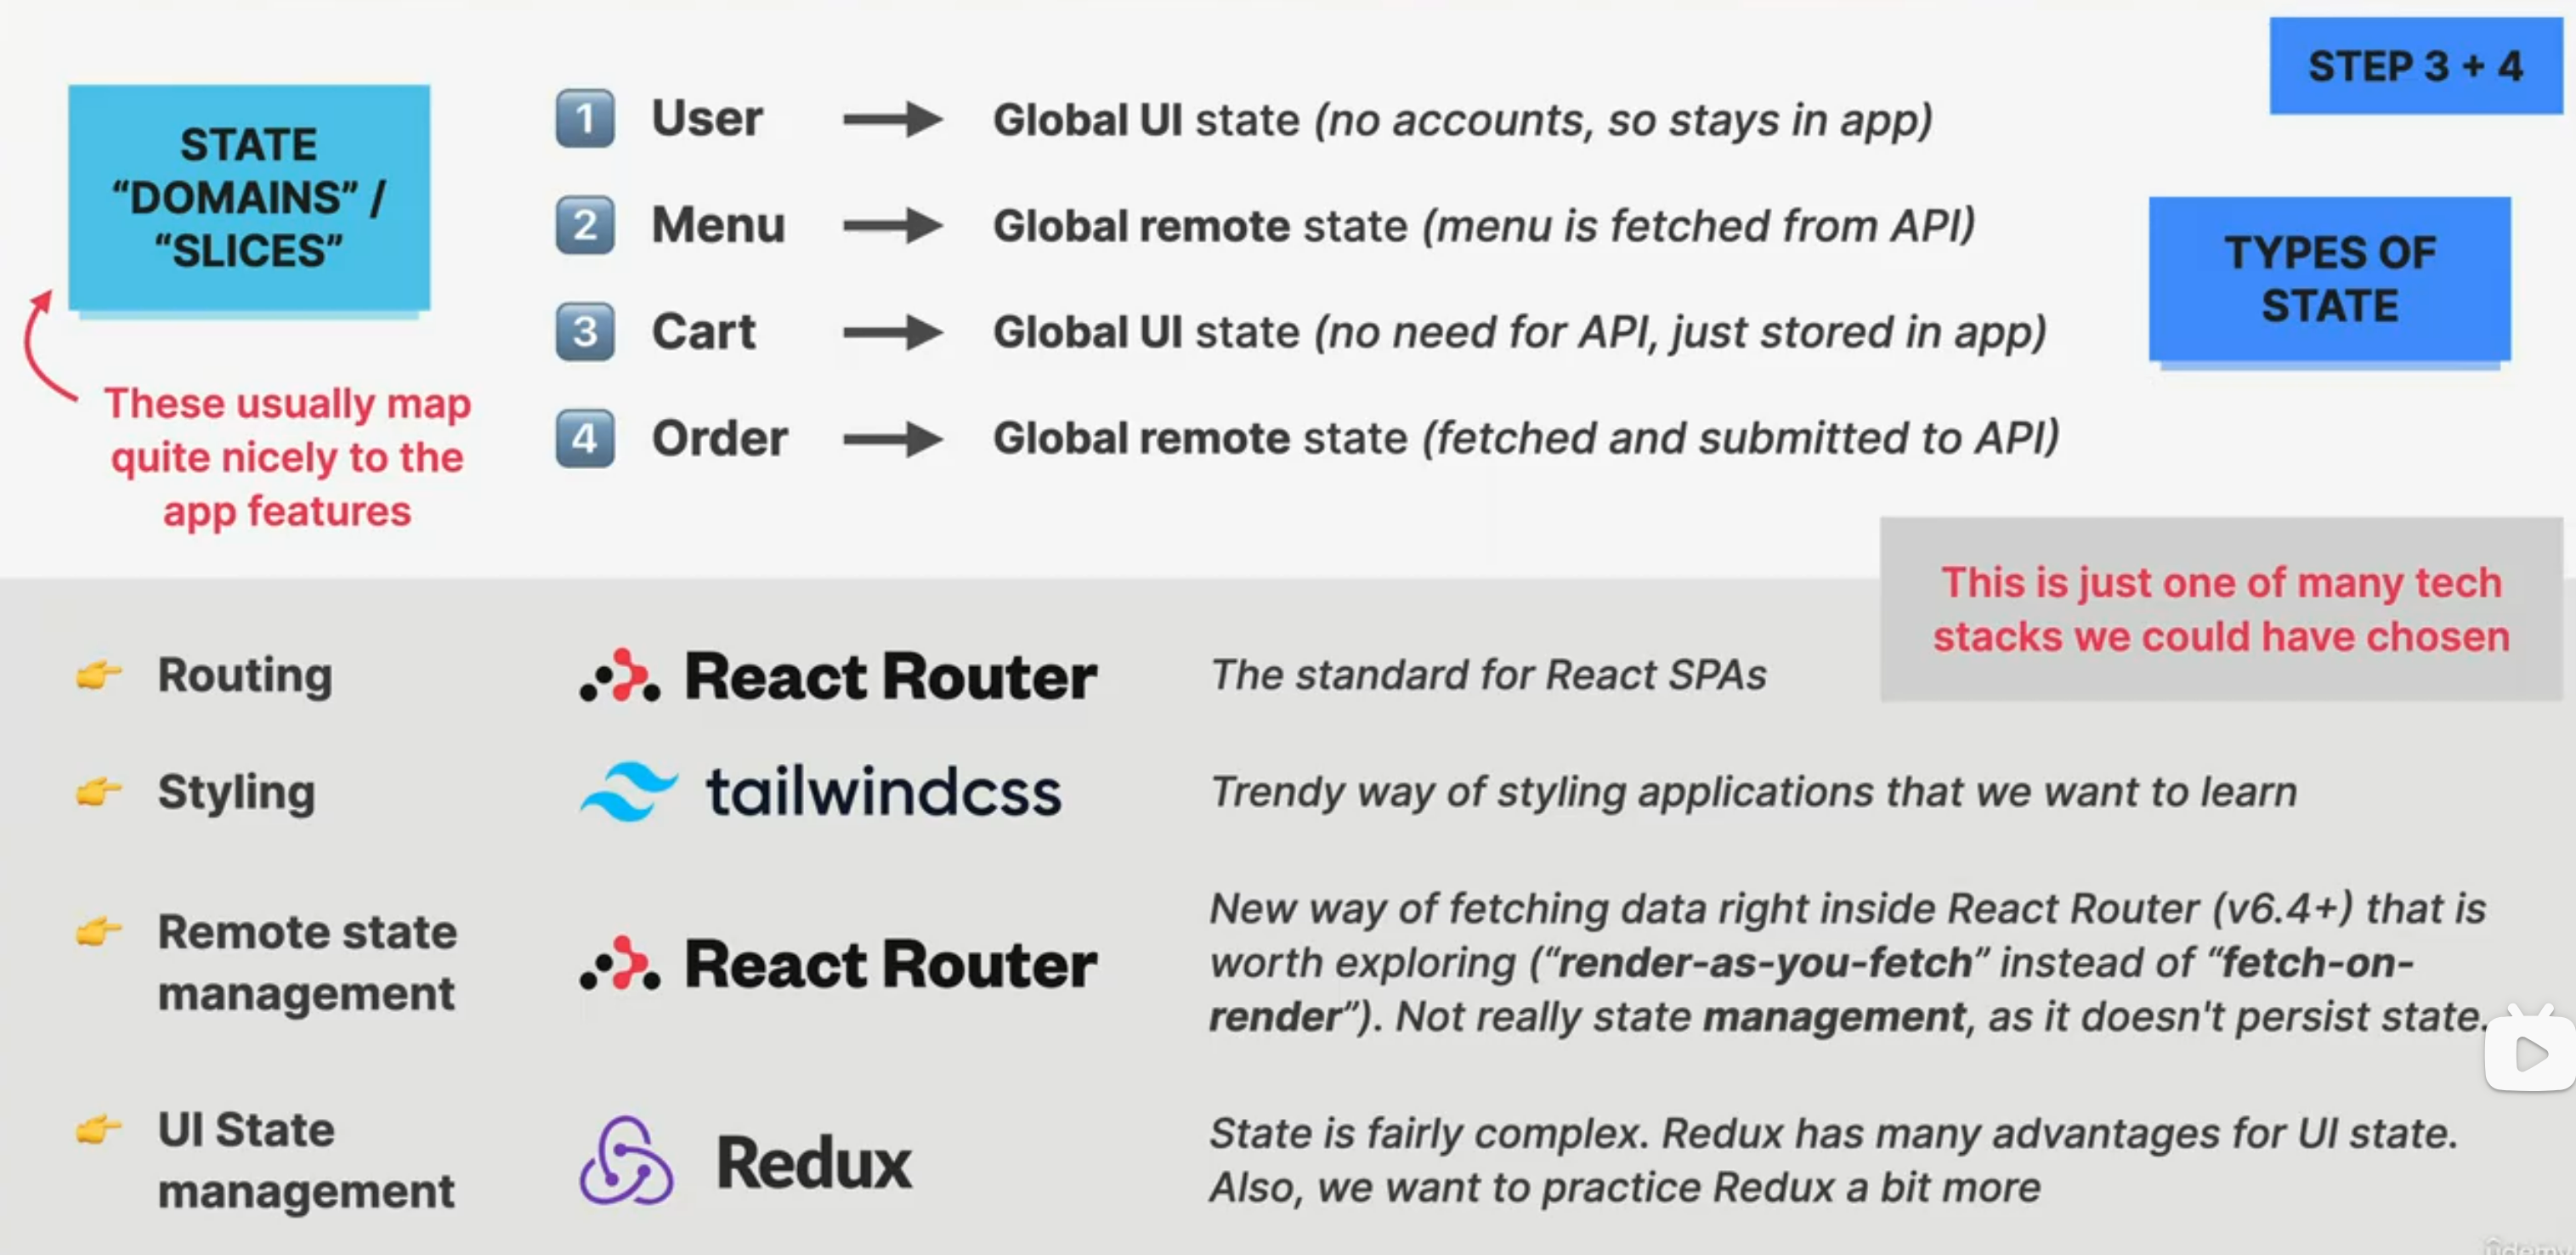 STEP 3 + 4
STATE
“DOMAINS” /
“SLICES”
These usually map
quite nicely to the
app features
1 User → Global UI state (no accounts, so stays in app)
2 Menu → Global remote state (menu is fetched from API)
3 Cart → Global UI state (no need for API, just stored in app)
4 Order → Global remote state (fetched and submitted to API)
TYPES OF
STATE
This is just one of many tech
stacks we could have chosen
Routing
React Router
The standard for React SPAs
Styling
tailwindcss
Trendy way of styling applications that we want to learn
Remote state
management
React Router
New way of fetching data right inside React Router (v6.4+) that is
worth exploring (“render-as-you-fetch” instead of “fetch-on-
render”). Not really state management, as it doesn't persist state.
UI State
management
Redux
State is fairly complex. Redux has many advantages for UI state.
Also, we want to practice Redux a bit more